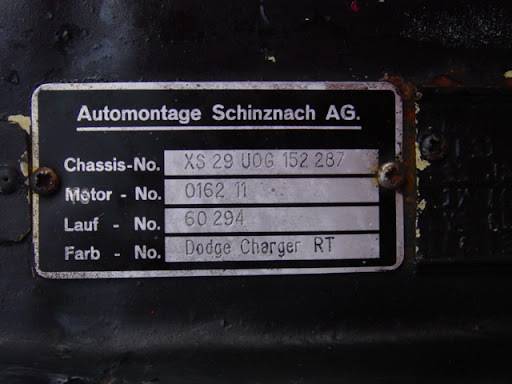 Automontage Schinznach AG.
Chassis-No. XS 29 UOG 152 287
Motor - No. 0162 11
Lauf - No. 60 294
Farb - No. Dodge Charger RT